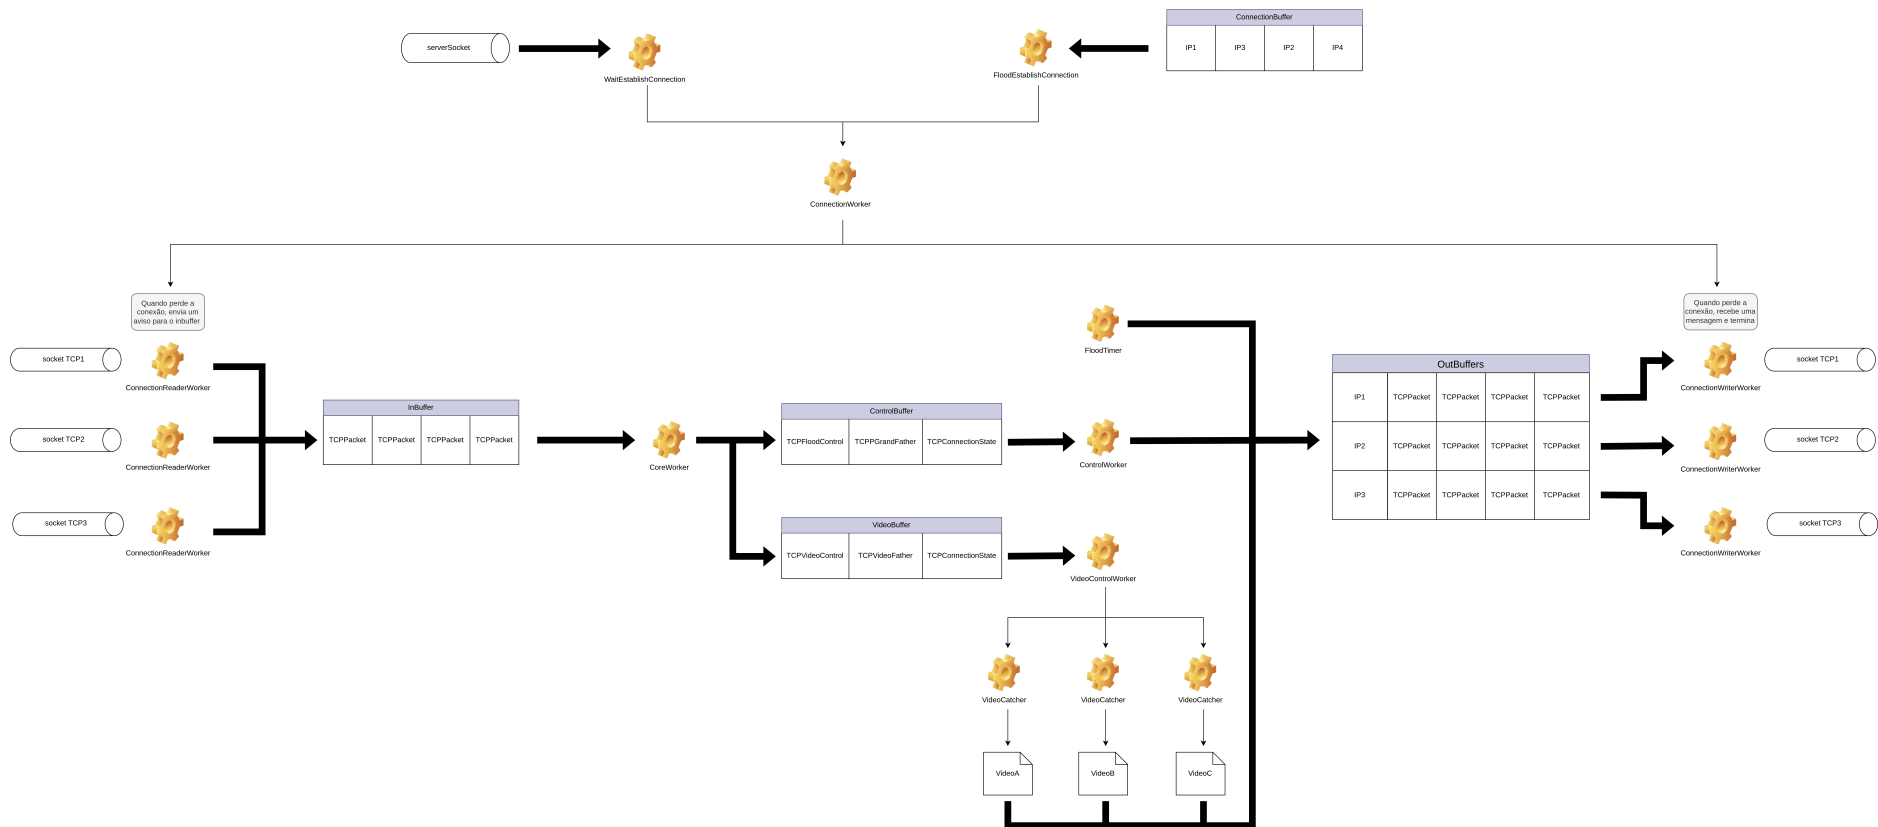 ConnectionBuffer
serverSocket
IP1 IP3 IP2 IP4
WaitEstablishConnection
FloodEstablishConnection
ConnectionWorker
Quando perde a
conexão, envia um
aviso para o inbuffer
Quando perde a
conexão, recebe uma
mensagem e termina
FloodTimer
socket TCP1
ConnectionReaderWorker
OutBuffers
socket TCP1
ConnectionWriterWorker
IP1 TCPPacket TCPPacket TCPPacket TCPPacket
InBuffer
ControlBuffer
socket TCP2
ConnectionReaderWorker
TCPPacket TCPPacket TCPPacket TCPPacket
CoreWorker
TCPFloodControl TCPPGrandFather TCPConnectionState
ControlWorker
IP2 TCPPacket TCPPacket TCPPacket TCPPacket
socket TCP2
ConnectionWriterWorker
IP3 TCPPacket TCPPacket TCPPacket TCPPacket
socket TCP3
ConnectionReaderWorker
VideoBuffer
socket TCP3
ConnectionWriterWorker
TCPVideoControl TCPVideoFather TCPConnectionState
VideoControlWorker
VideoCatcher VideoCatcher VideoCatcher
VideoA VideoB VideoC